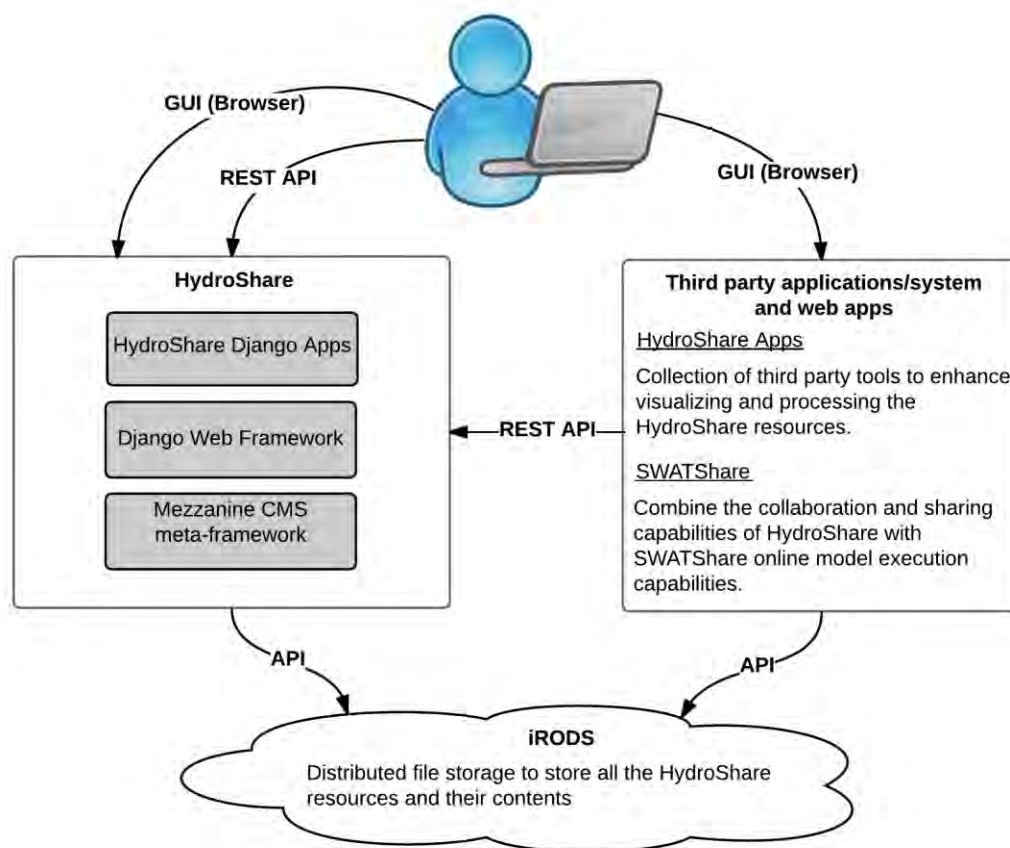 GUI (Browser)
REST API
GUI (Browser)
HydroShare
HydroShare Django Apps
Django Web Framework
Mezzanine CMS
meta-framework
REST API
Third party applications/system
and web apps
HydroShare Apps
Collection of third party tools to enhance
visualizing and processing the
HydroShare resources.
SWATShare
Combine the collaboration and sharing
capabilities of HydroShare with
SWATShare online model execution
capabilities.
API
API
iRODS
Distributed file storage to store all the HydroShare
resources and their contents